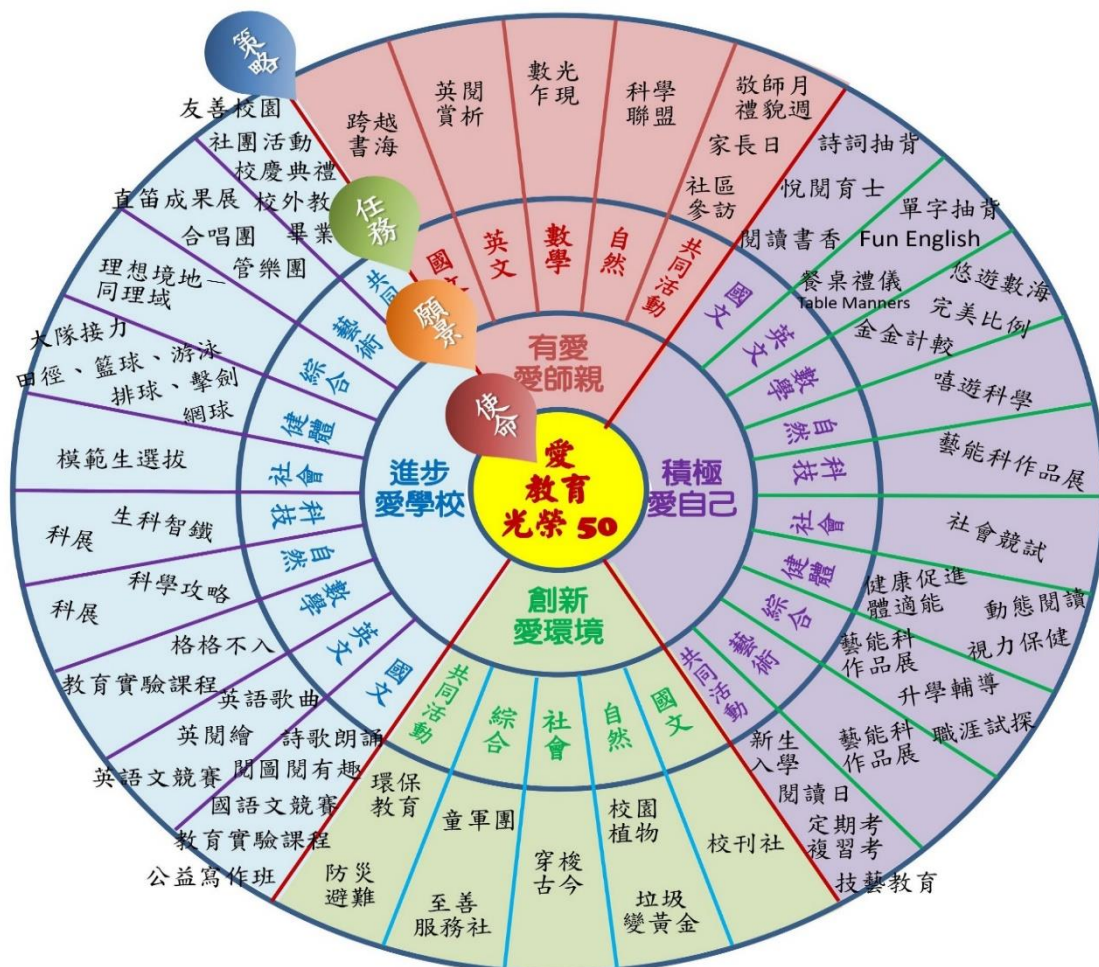 策略
任務
願景
使命
愛
教育
光榮 50
有愛
愛師親
積極
愛自己
創新
愛環境
進步
愛學校
國文
英文
數學
自然
共同活動
跨越
書海
英閱
賞析
數光
乍現
科學
聯盟
敬師月
禮貌週
家長日
社區
參訪
國文
英文
數學
自然
科技
社會
健體
綜合
藝術
共同活動
詩詞抽背
悅閱育士
閱讀書香
單字抽背
Fun English
餐桌禮儀
Table Manners
悠遊數海
完美比例
金金計較
嘻遊科學
藝能科作品展
社會競試
健康促進
體適能
動態閱讀
視力保健
藝能科
作品展
升學輔導
職涯試探
藝能科
作品展
新生
入學
閱讀日
定期考
複習考
技藝教育
國文
自然
社會
綜合
共同活動
校刊社
校園
植物
垃圾
變黃金
穿梭
古今
童軍團
至善
服務社
環保
教育
防災
避難
國文
英文
數學
自然
科技
社會
健體
綜合
藝術
共同
詩歌朗誦
閱圖閱有趣
國語文競賽
教育實驗課程
公益寫作班
英語歌曲
英閱繪
英語文競賽
格格不入
教育實驗課程
科學攻略
科展
生科智鐵
科展
模範生選拔
大隊接力
田徑、籃球、游泳
排球、擊劍
網球
理想境地—
同理域
直笛成果展
合唱團
管樂團
友善校園
社團活動
校慶典禮
校外教
畢業